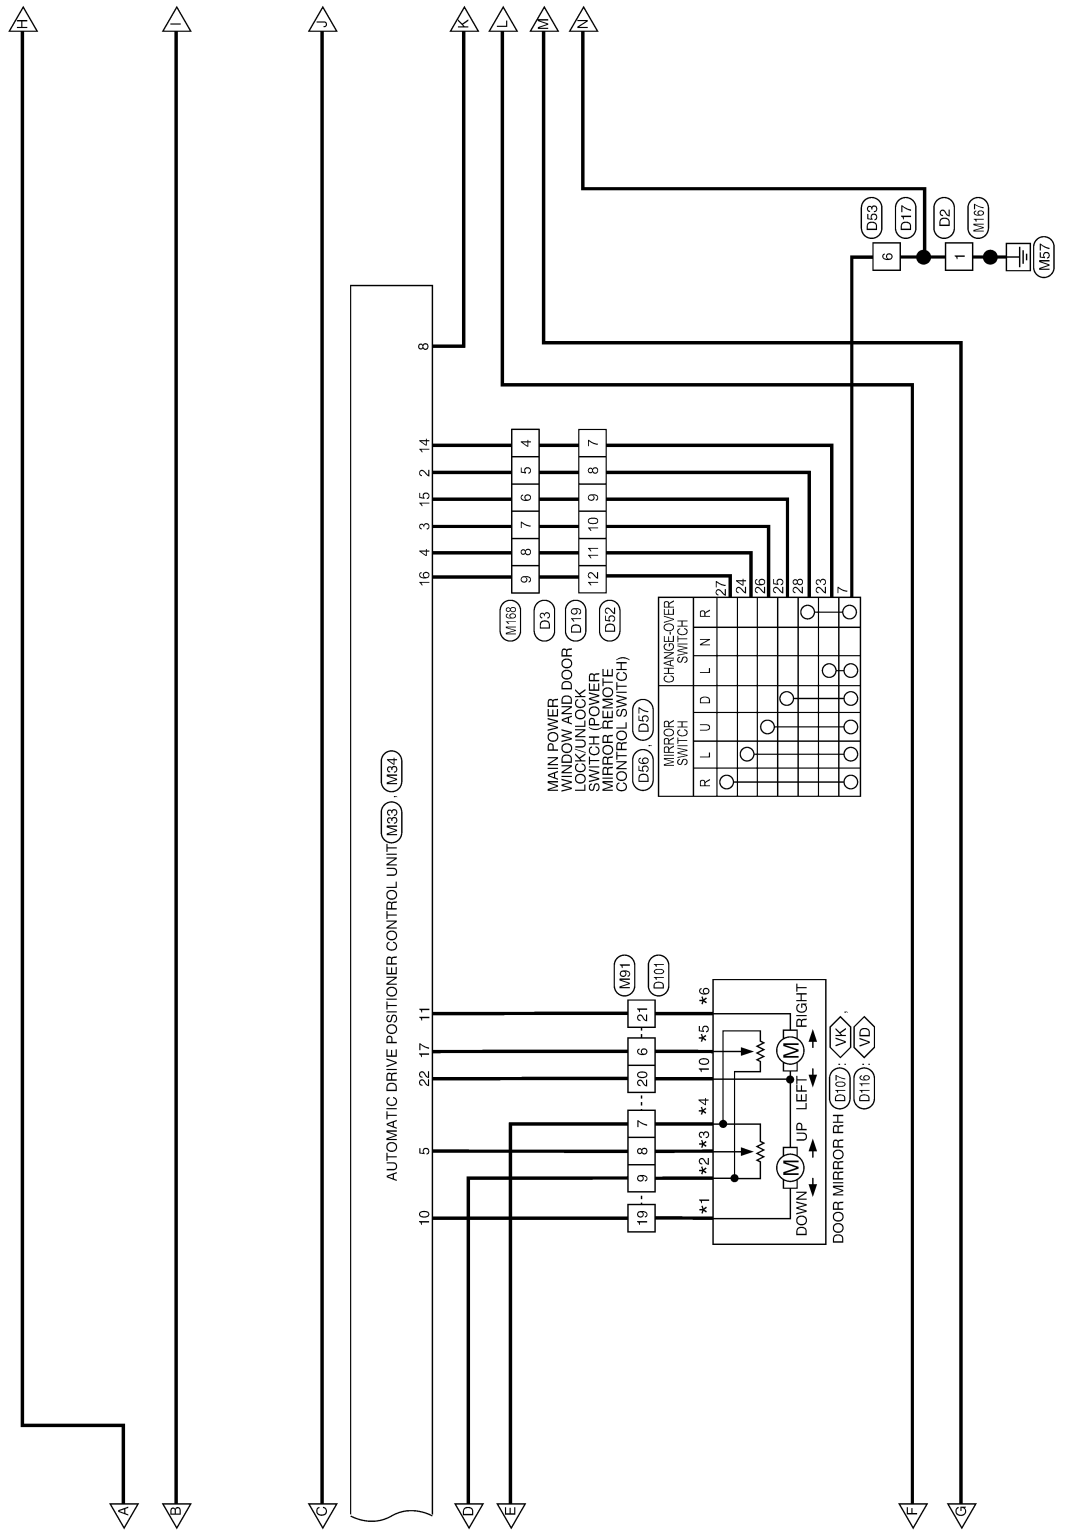 H
I
J
K
L
M
N
A
B
C
D
E
F
G
AUTOMATIC DRIVE POSITIONER CONTROL UNIT M33 , M34
10
5
22
17
11
16
4
3
15
2
14
8
9
8
7
6
5
4
12
11
10
9
8
7
M168
D3
D19
D52
MAIN POWER
WINDOW AND DOOR
LOCK/UNLOCK
SWITCH (POWER
MIRROR REMOTE
CONTROL SWITCH)
D56 , D57
MIRROR
SWITCH
CHANGE-OVER
SWITCH
R L U D L N R
27
24
26
25
28
23
7
D53
D17
D2
M167
6
1
M57
M91
D101
19
9
8
7
20
6
21
*1
*2
*3
*4
10
*5
*6
M
M
DOWN
UP
LEFT
RIGHT
DOOR MIRROR RH
D107 : VK ,
D116 : VD